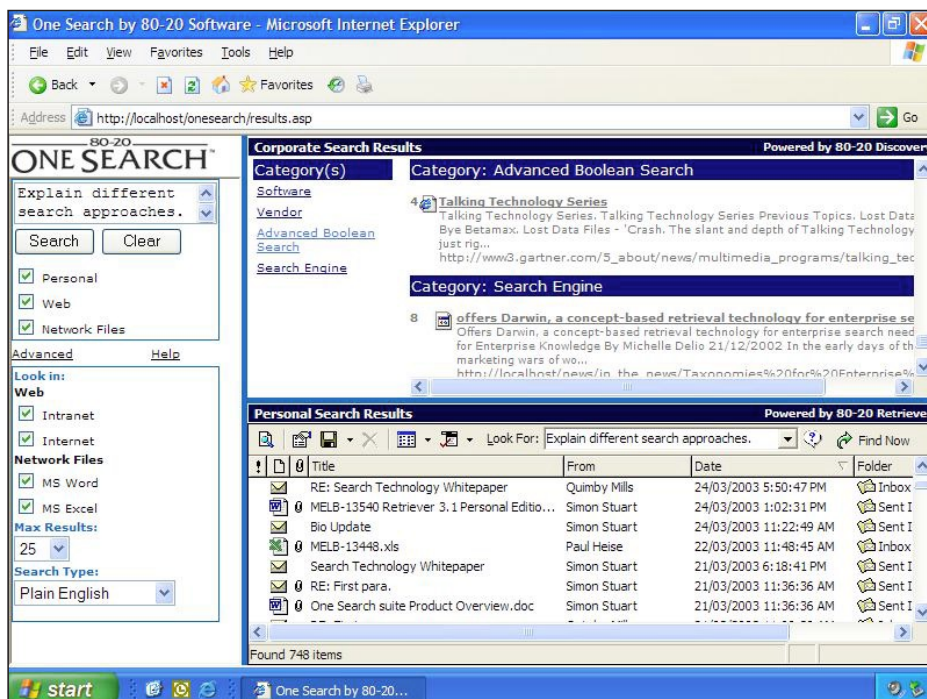 One Search by 80-20 Software - Microsoft Internet Explorer
File Edit View Favorites Tools Help
Back Favorites
Address http://localhost/onesearch/results.asp Go
80-20
ONE SEARCH™
Explain different
search approaches.
Search Clear
Personal
Web
Network Files
Advanced Help
Look in:
Web
Intranet
Internet
Network Files
MS Word
MS Excel
Max Results:
25
Search Type:
Plain English
Corporate Search Results Powered by 80-20 Discovery
Category(s)
Software
Vendor
Advanced Boolean
Search
Search Engine
Category: Advanced Boolean Search
4 Talking Technology Series
Talking Technology Series. Talking Technology Series Previous Topics. Lost Data
Bye Betamax. Lost Data Files - 'Crash. The slant and depth of Talking Technology
just rig...
http://www3.gartner.com/5_about/news/multimedia_programs/talking_tec
Category: Search Engine
8 offers Darwin, a concept-based retrieval technology for enterprise se
Offers Darwin, a concept-based retrieval technology for enterprise search need
for Enterprise Knowledge By Michelle Delio 21/12/2002 In the early days of th
marketing wars of wo...
http://localhost/news/in_the_news/Taxonomies%20for%20Enterprise%
Personal Search Results Powered by 80-20 Retrieve
Look For: Explain different search approaches. Find Now
Title From Date Folder
RE: Search Technology Whitepaper Quimby Mills 24/03/2003 5:50:47 PM Inbox
MELB-13540 Retriever 3.1 Personal Editio... Simon Stuart 24/03/2003 1:02:31 PM Sent I
Bio Update Simon Stuart 24/03/2003 11:22:49 AM Sent I
MELB-13448.xls Paul Heise 22/03/2003 11:48:45 AM Inbox
Search Technology Whitepaper Simon Stuart 21/03/2003 6:18:41 PM Sent I
RE: First para. Simon Stuart 21/03/2003 11:36:36 AM Sent I
One Search suite Product Overview.doc Simon Stuart 21/03/2003 11:36:36 AM Sent I
Found 748 items
start One Search by 80-20...